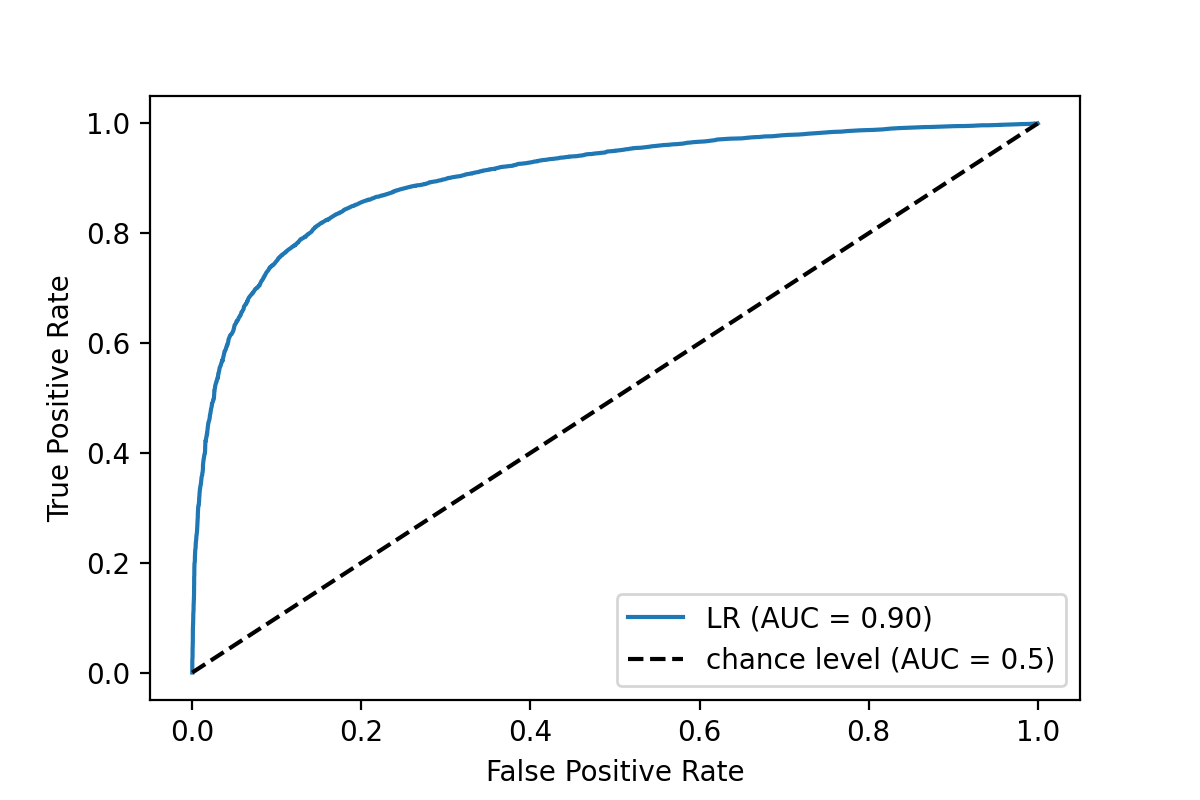 1.0
0.8
0.6
0.4
0.2
0.0
True Positive Rate
LR (AUC = 0.90)
chance level (AUC = 0.5)
0.0 0.2 0.4 0.6 0.8 1.0
False Positive Rate